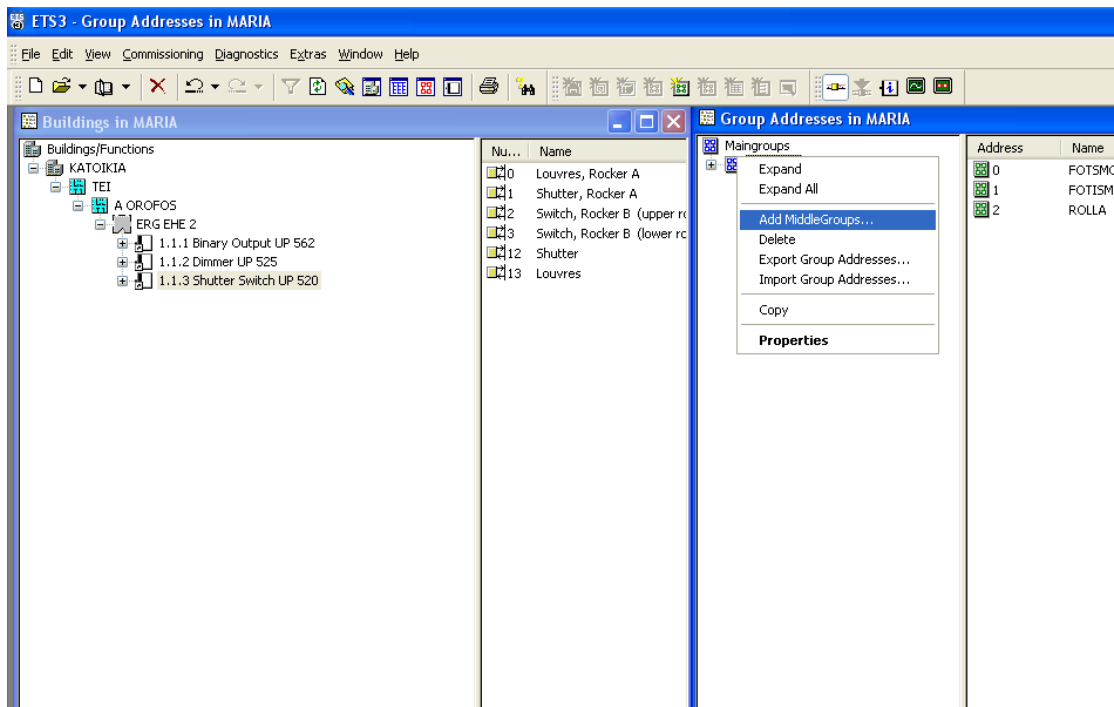 ETS3 - Group Addresses in MARIA
File Edit View Commissioning Diagnostics Extras Window Help
Buildings in MARIA
Buildings/Functions
KATOIKIA
TEI
A OROFOS
ERG EHE 2
1.1.1 Binary Output UP 562
1.1.2 Dimmer UP 525
1.1.3 Shutter Switch UP 520
Nu... Name
0 Louvres, Rocker A
1 Shutter, Rocker A
2 Switch, Rocker B (upper ro
3 Switch, Rocker B (lower rc
12 Shutter
13 Louvres
Group Addresses in MARIA
Maingroups
Expand
Expand All
Add MiddleGroups...
Delete
Export Group Addresses...
Import Group Addresses...
Copy
Properties
Address Name
0 FOTSMO
1 FOTISM
2 ROLLA